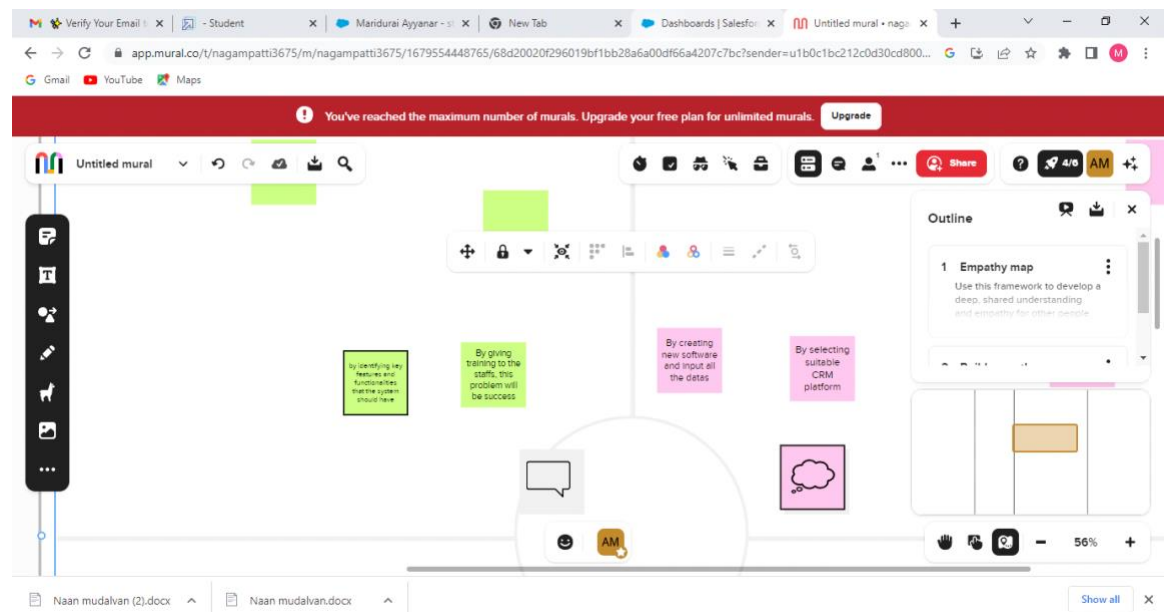 Verify Your Email
- Student
Maridurai Ayyanar - s
New Tab
Dashboards | Salesfor
Untitled mural • naga
app.mural.co/t/nagampatti3675/m/nagampatti3675/1679554448765/68d20020f296019bf1bb28a6a00df66a4207c7bc?sender=u1b0c1bc212c0d30cd800...
M
Gmail
YouTube
Maps
You've reached the maximum number of murals. Upgrade your free plan for unlimited murals.
Upgrade
Untitled mural
1
Share
4/6
AM
Outline
1 Empathy map
Use this framework to develop a
deep, shared understanding
and empathy for other people
T
by identifying key
features and
functionalities
that the system
should have
By giving
training to the
staffs, this
problem will
be success
By creating
new software
and input all
the datas
By selecting
suitable
CRM
platform
AM
56%
Naan mudalvan (2).docx
Naan mudalvan.docx
Show all